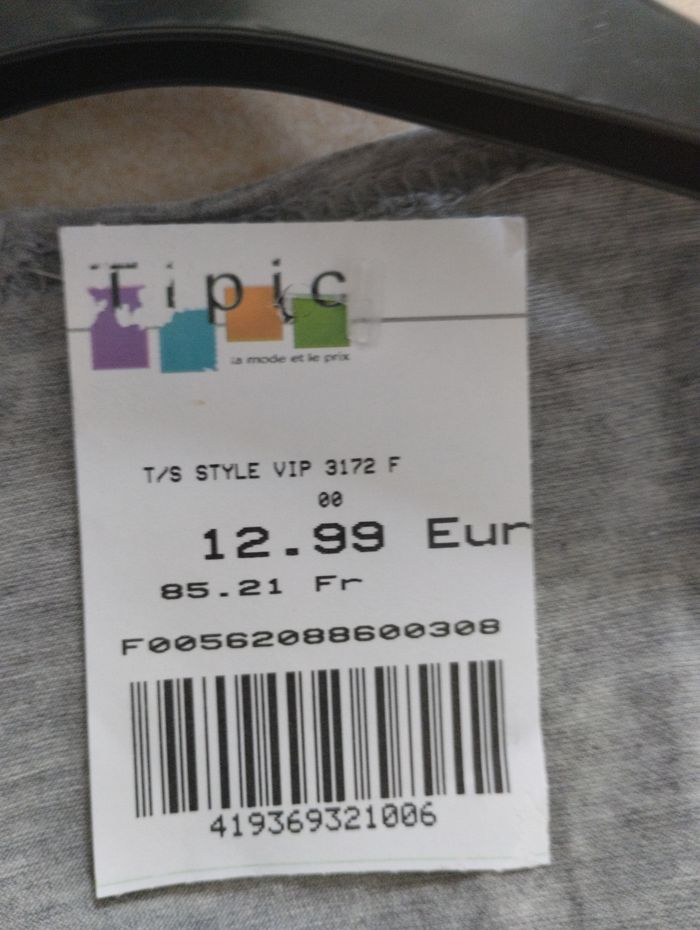 Tipic
la mode et le prix
T/S STYLE VIP 3172 F
00
12.99 Eur
85.21 Fr
F00562088600308
419369321006